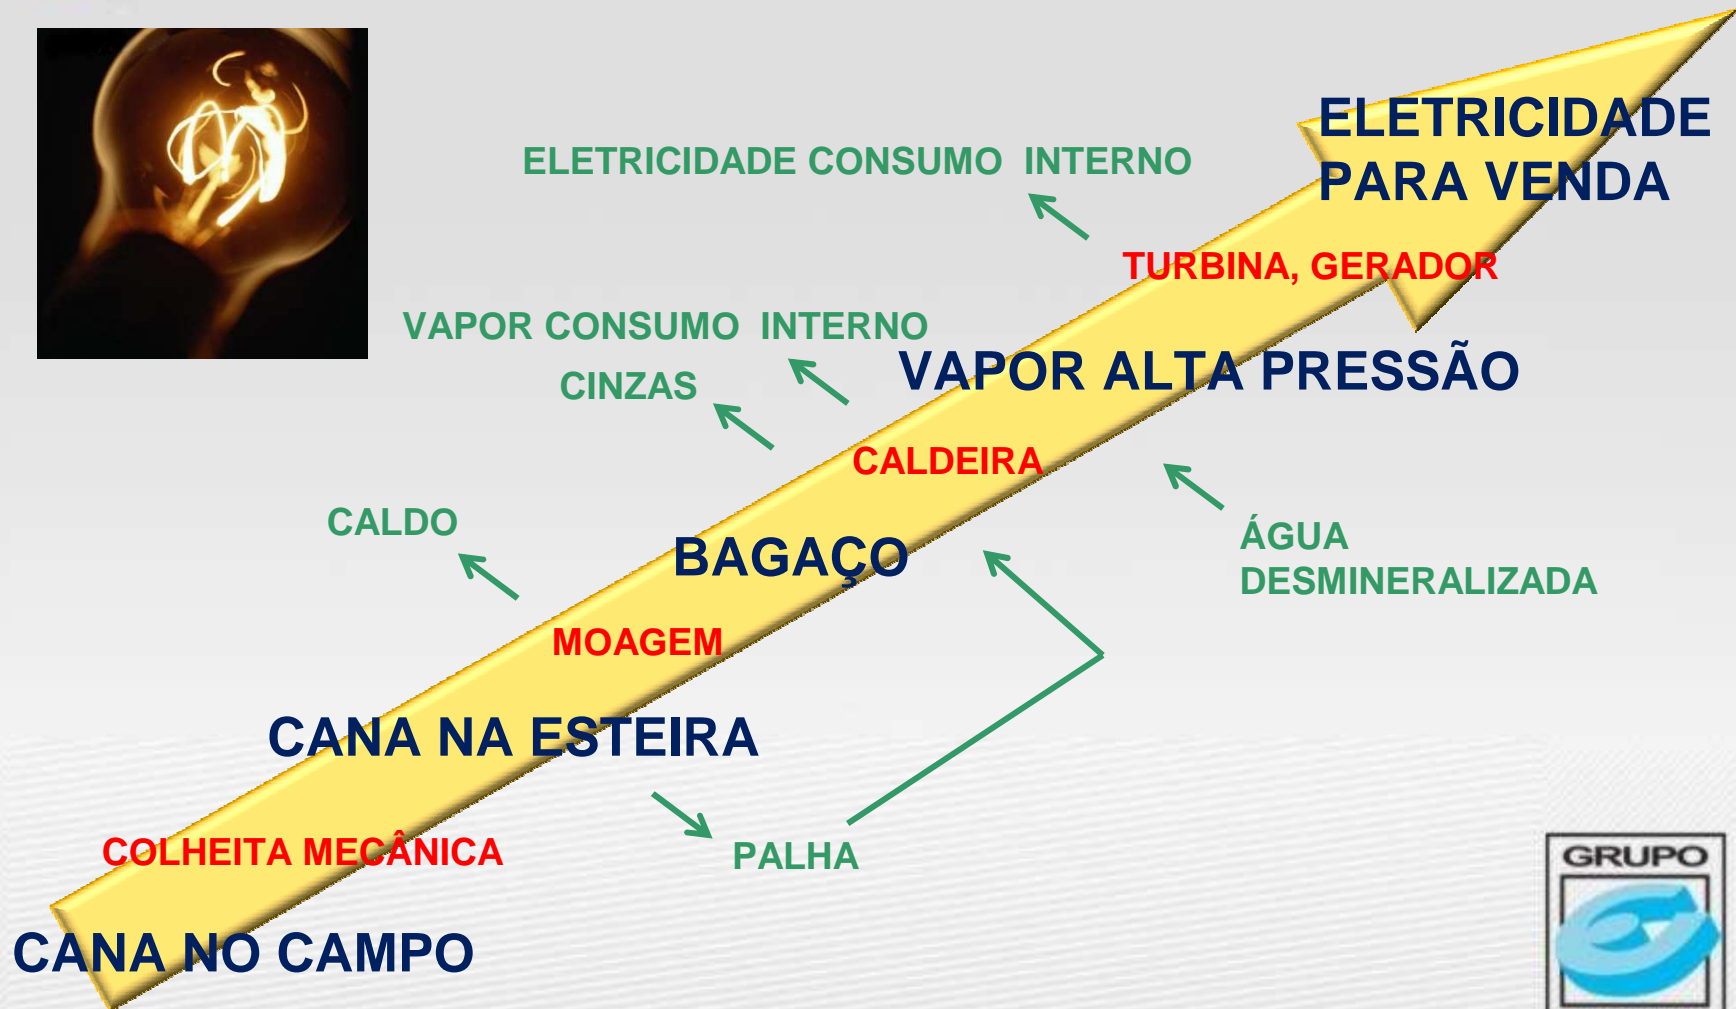 ELETRICIDADE
PARA VENDA
ELETRICIDADE CONSUMO INTERNO
TURBINA, GERADOR
VAPOR CONSUMO INTERNO
VAPOR ALTA PRESSÃO
CINZAS
CALDEIRA
CALDO
ÁGUA
DESMINERALIZADA
BAGAÇO
MOAGEM
CANA NA ESTEIRA
COLHEITA MECÂNICA
PALHA
GRUPO
CANA NO CAMPO